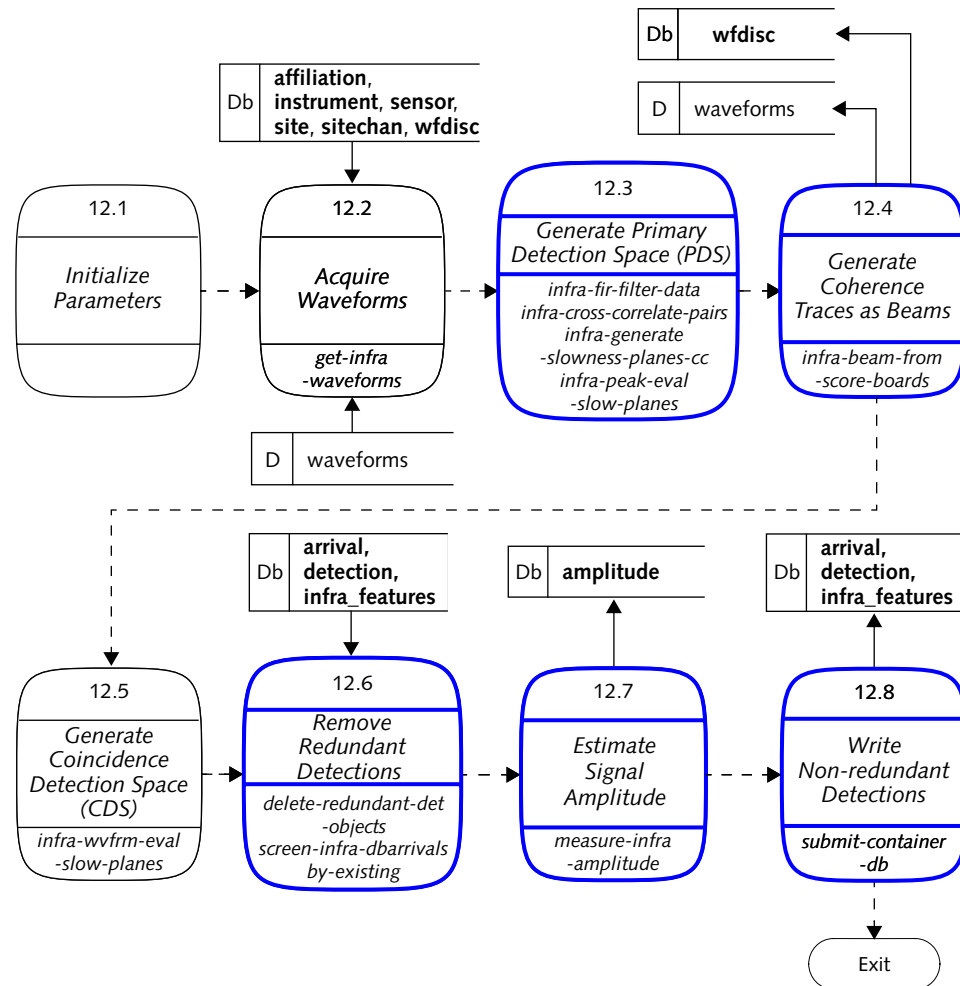 Db
wfdisc
D
waveforms
Db
affiliation,
instrument, sensor,
site, sitechan, wfdisc
12.1
Initialize
Parameters
12.2
Acquire
Waveforms
get-infra
-waveforms
12.3
Generate Primary
Detection Space (PDS)
infra-fir-filter-data
infra-cross-correlate-pairs
infra-generate
-slowness-planes-cc
infra-peak-eval
-slow-planes
12.4
Generate
Coherence
Traces as Beams
infra-beam-from
-score-boards
D
waveforms
Db
arrival,
detection,
infra_features
Db
amplitude
Db
arrival,
detection,
infra_features
12.5
Generate
Coincidence
Detection Space
(CDS)
infra-wvfrm-eval
-slow-planes
12.6
Remove
Redundant
Detections
delete-redundant-det
-objects
screen-infra-dbarrivals
by-existing
12.7
Estimate
Signal
Amplitude
measure-infra
-amplitude
12.8
Write
Non-redundant
Detections
submit-container
-db
Exit